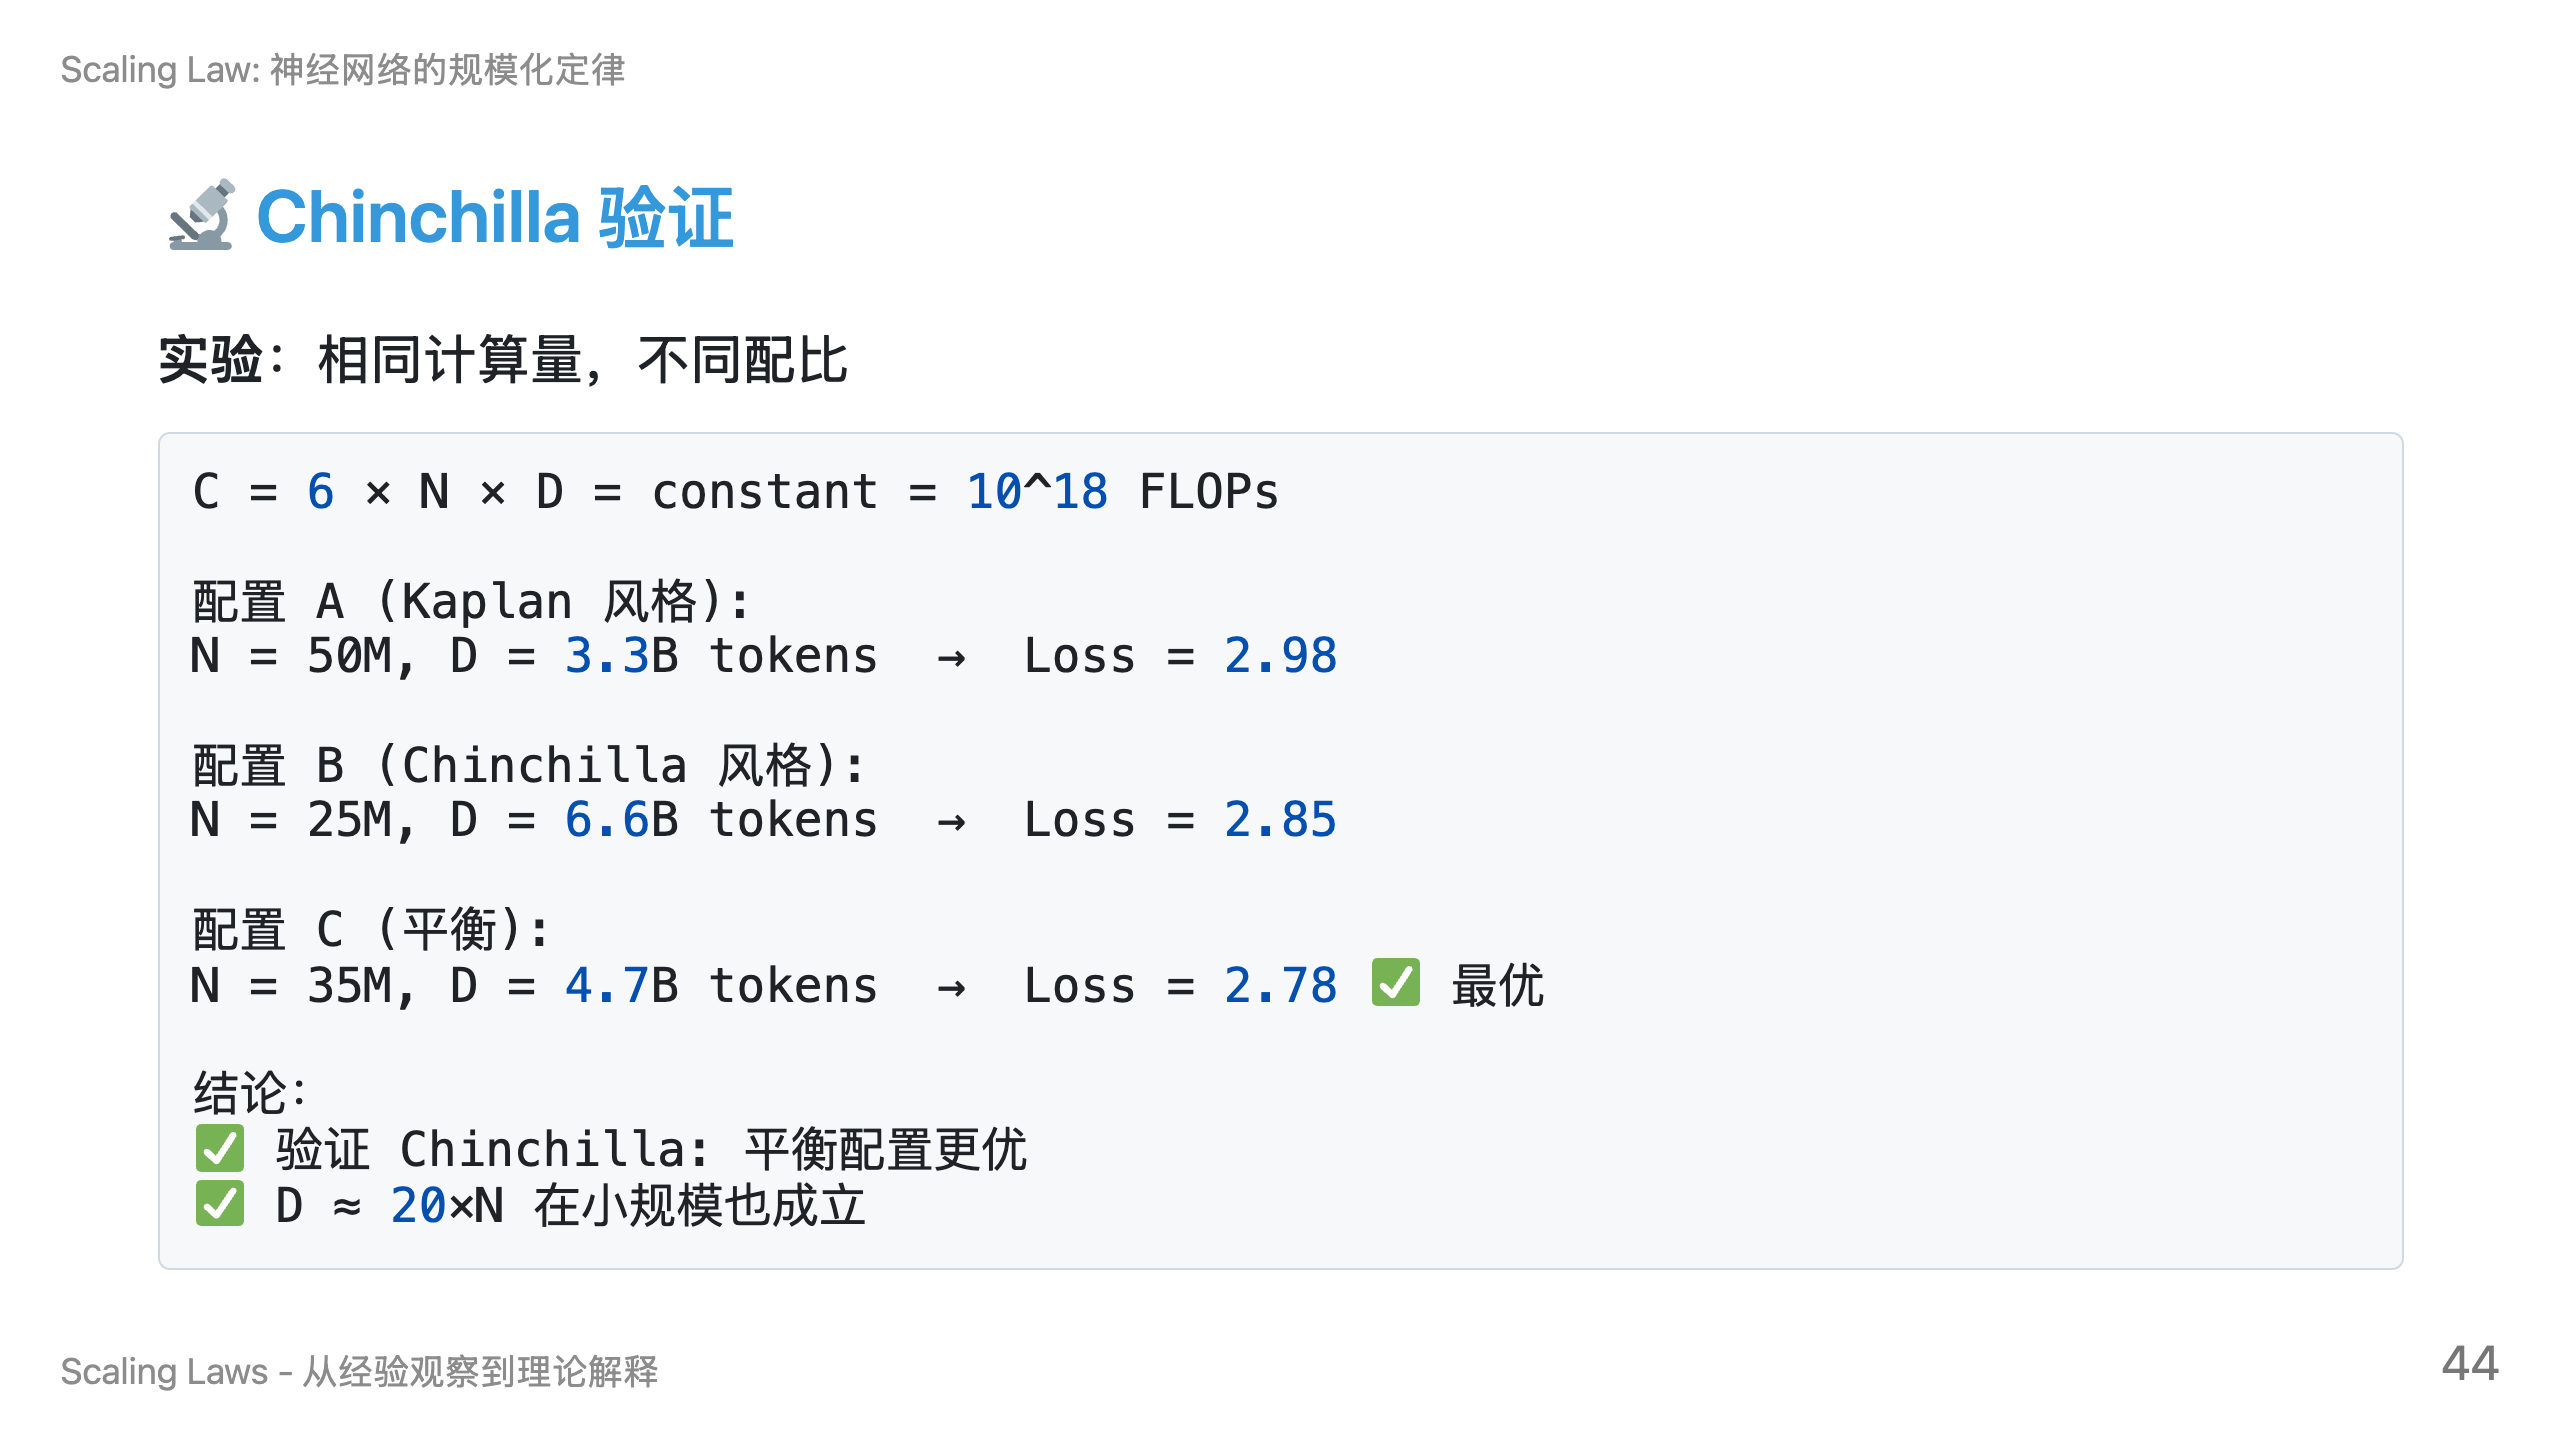 Scaling Law: 神经网络的规模化定律
🔬 Chinchilla 验证
实验：相同计算量，不同配比
C = 6 × N × D = constant = 10^18 FLOPs
配置 A (Kaplan 风格):
N = 50M, D = 3.3B tokens  →  Loss = 2.98
配置 B (Chinchilla 风格):
N = 25M, D = 6.6B tokens  →  Loss = 2.85
配置 C (平衡):
N = 35M, D = 4.7B tokens  →  Loss = 2.78 ✅ 最优
结论：
✅ 验证 Chinchilla: 平衡配置更优
✅ D ≈ 20×N 在小规模也成立
Scaling Laws - 从经验观察到理论解释
44